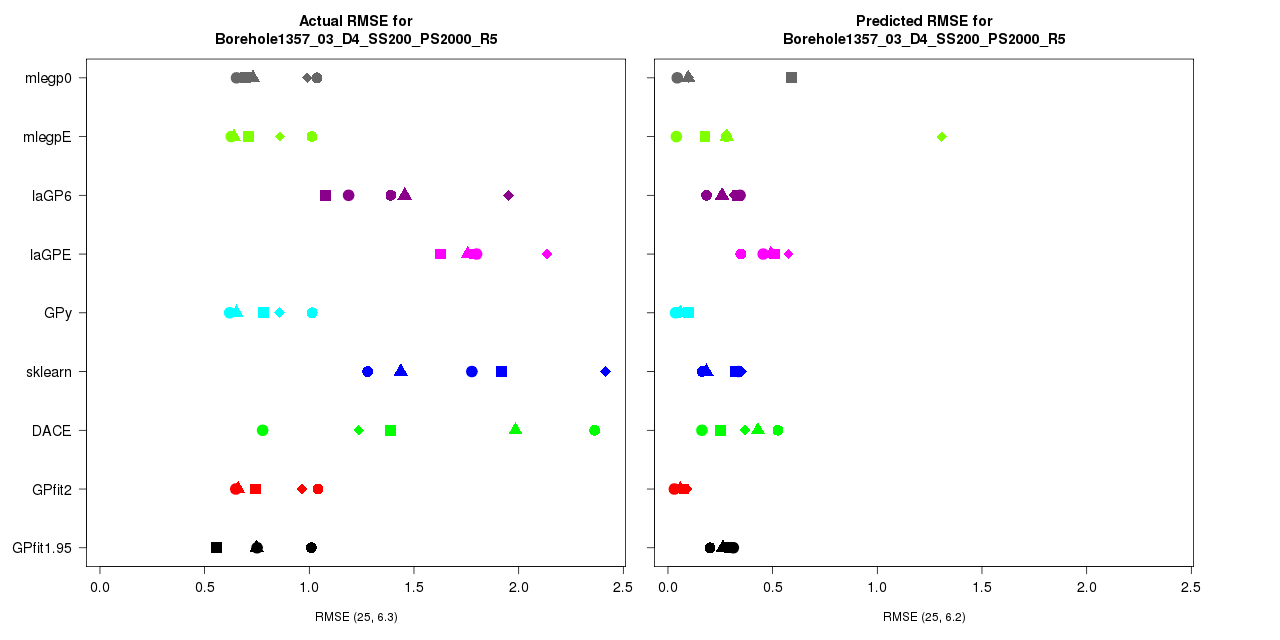 Actual RMSE for
Borehole1357_03_D4_SS200_PS2000_R5
Predicted RMSE for
Borehole1357_03_D4_SS200_PS2000_R5
mlegp0
mlegpE
laGP6
laGPE
GPy
sklearn
DACE
GPfit2
GPfit1.95
0.0 0.5 1.0 1.5 2.0 2.5
0.0 0.5 1.0 1.5 2.0 2.5
RMSE (25, 6.3)
RMSE (25, 6.2)